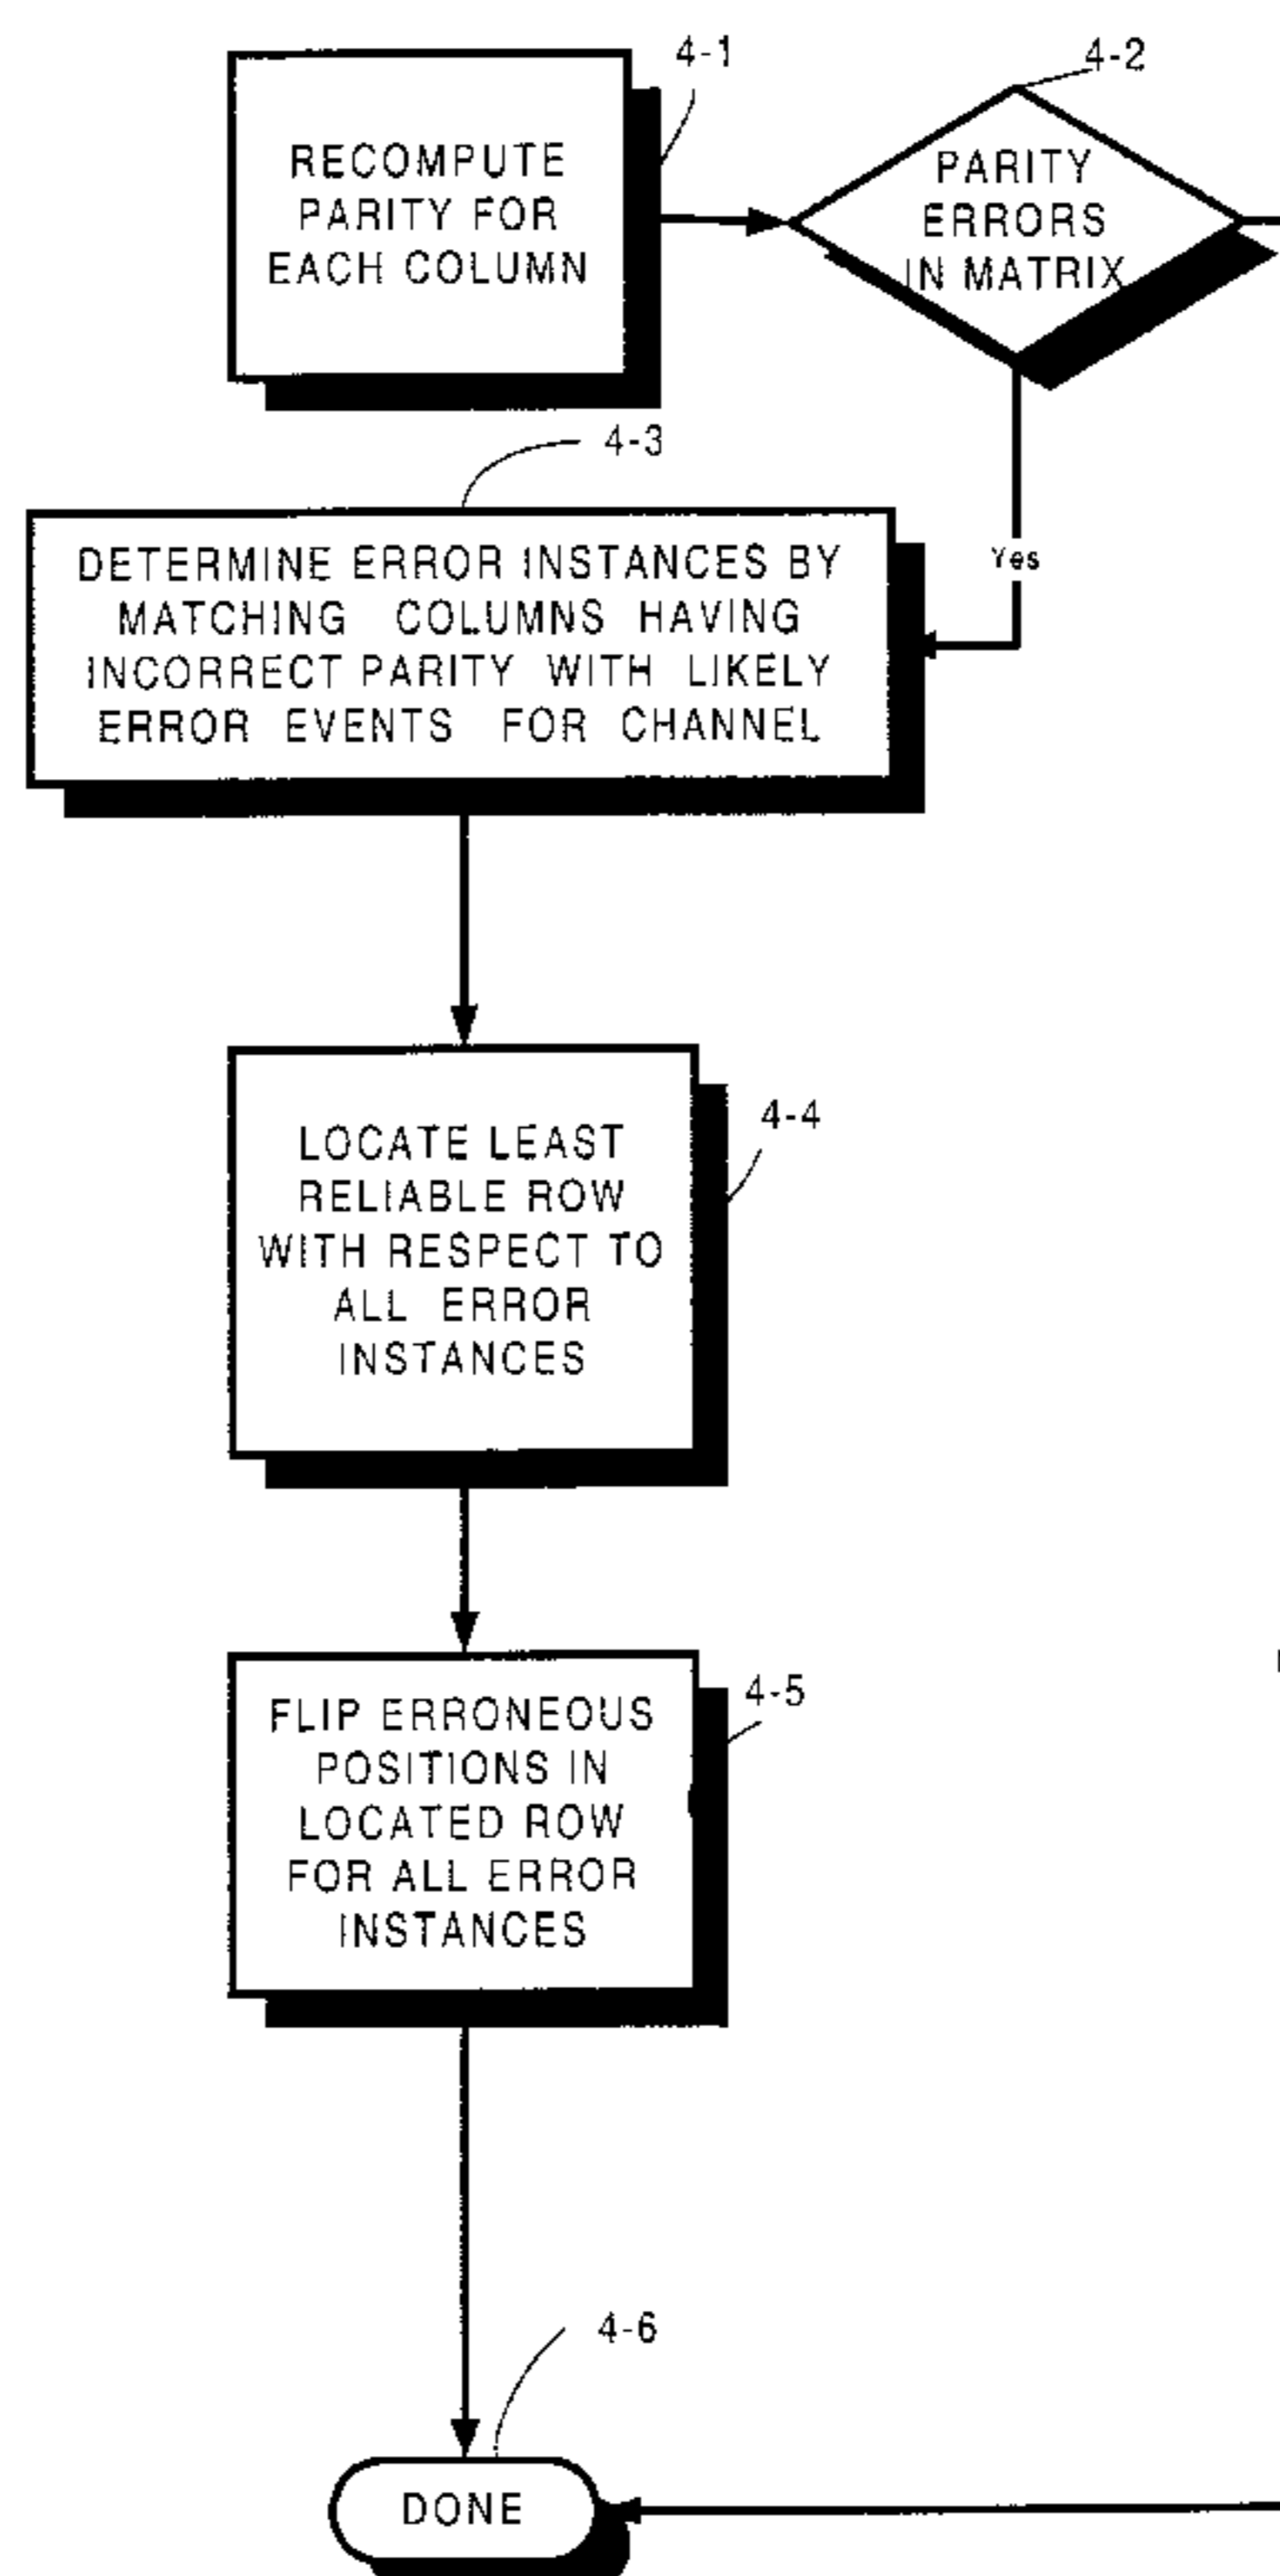 4-1
4-2
RECOMPUTE
PARITY FOR
EACH COLUMN
PARITY
ERRORS
IN MATRIX
4-3
Yes
DETERMINE ERROR INSTANCES BY
MATCHING COLUMNS HAVING
INCORRECT PARITY WITH LIKELY
ERROR EVENTS FOR CHANNEL
4-4
LOCATE LEAST
RELIABLE ROW
WITH RESPECT TO
ALL ERROR
INSTANCES
4-5
FLIP ERRONEOUS
POSITIONS IN
LOCATED ROW
FOR ALL ERROR
INSTANCES
4-6
DONE